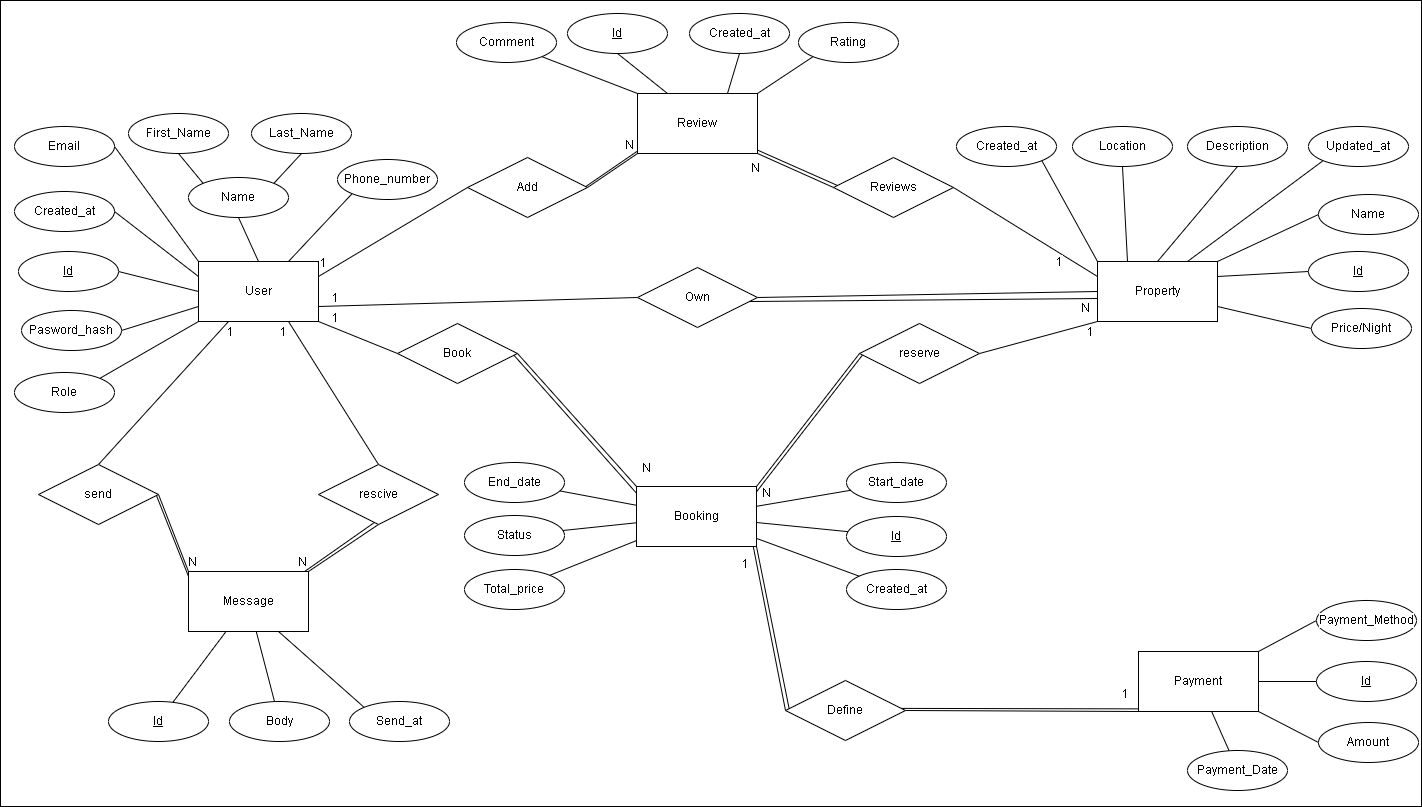 Comment
Id
Created_at
Rating
Review
N
N
Add
Reviews
Email
First_Name
Last_Name
Name
Phone_number
Created_at
Id
Pasword_hash
Role
User
1
1
1
1
1
Own
Created_at
Location
Description
Updated_at
Name
Id
Price/Night
Property
1
N
1
Book
reserve
send
rescive
N
N
Message
Id
Body
Send_at
N
N
End_date
Status
Total_price
Booking
Start_date
Id
Created_at
1
Define
1
Payment
Payment_Method
Id
Amount
Payment_Date